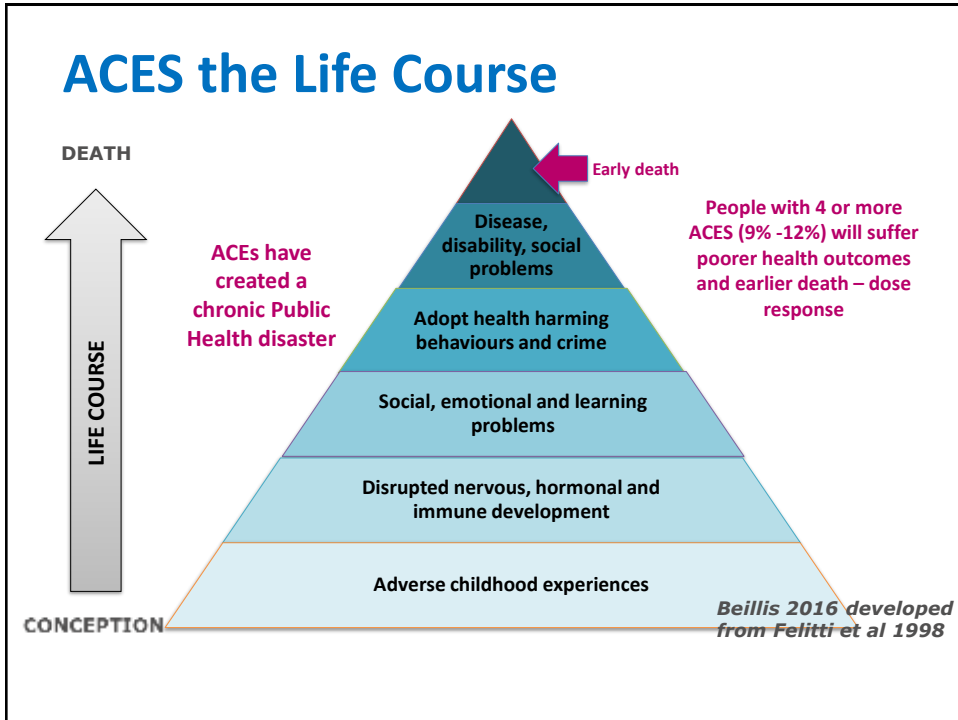 ACES the Life Course
DEATH
Early death
People with 4 or more
ACES (9% -12%) will suffer
poorer health outcomes
and earlier death – dose
response
ACEs have
created a
chronic Public
Health disaster
LIFE COURSE
Disease,
disability, social
problems
Adopt health harming
behaviours and crime
Social, emotional and learning
problems
Disrupted nervous, hormonal and
immune development
Adverse childhood experiences
CONCEPTION
Beillis 2016 developed
from Felitti et al 1998